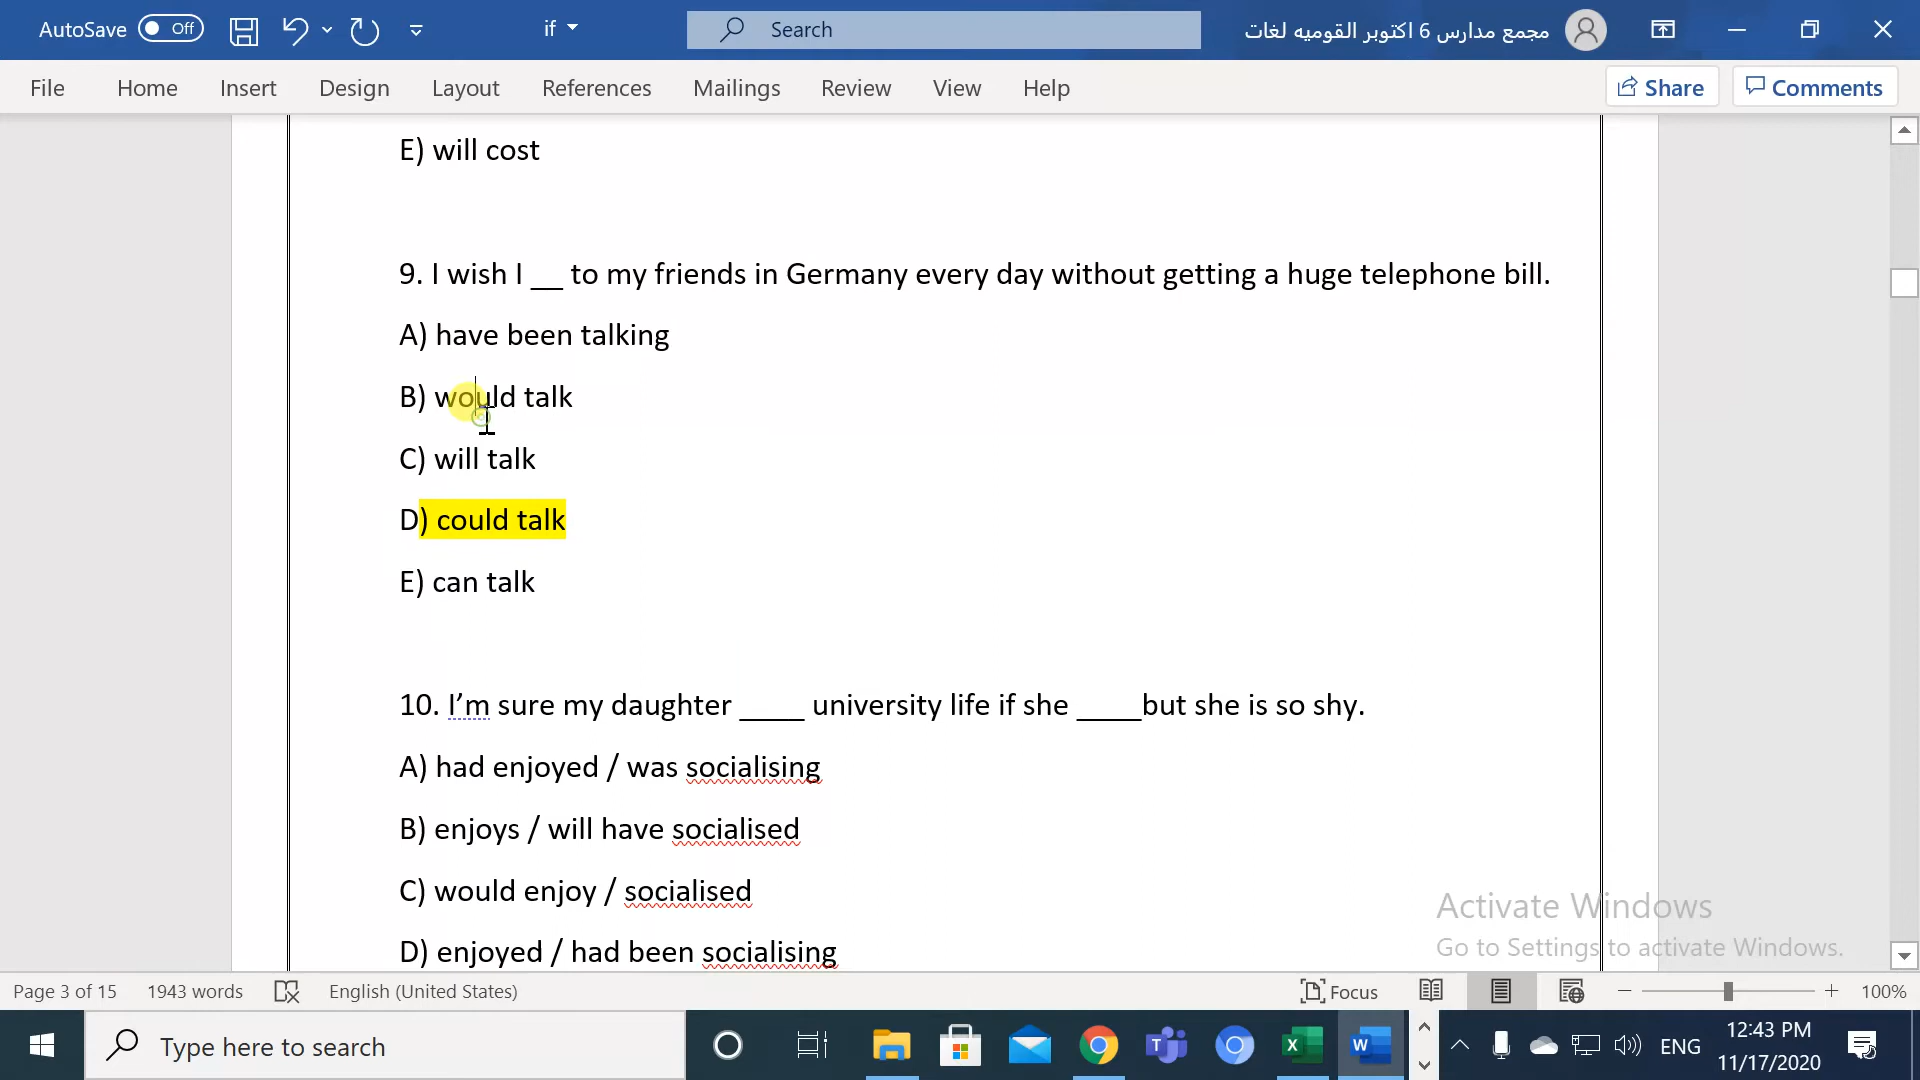 AutoSave Off if Search مجمع مدارس 6 اكتوبر القوميه لغات
File Home Insert Design Layout References Mailings Review View Help Share Comments
E) will cost
9. I wish I __ to my friends in Germany every day without getting a huge telephone bill.
A) have been talking
B) would talk
C) will talk
D) could talk
E) can talk
10. I’m sure my daughter ____ university life if she ____but she is so shy.
A) had enjoyed / was socialising
B) enjoys / will have socialised
C) would enjoy / socialised
D) enjoyed / had been socialising
Activate Windows
Go to Settings to activate Windows.
Page 3 of 15 1943 words English (United States) Focus 100%
Type here to search ENG 12:43 PM
11/17/2020